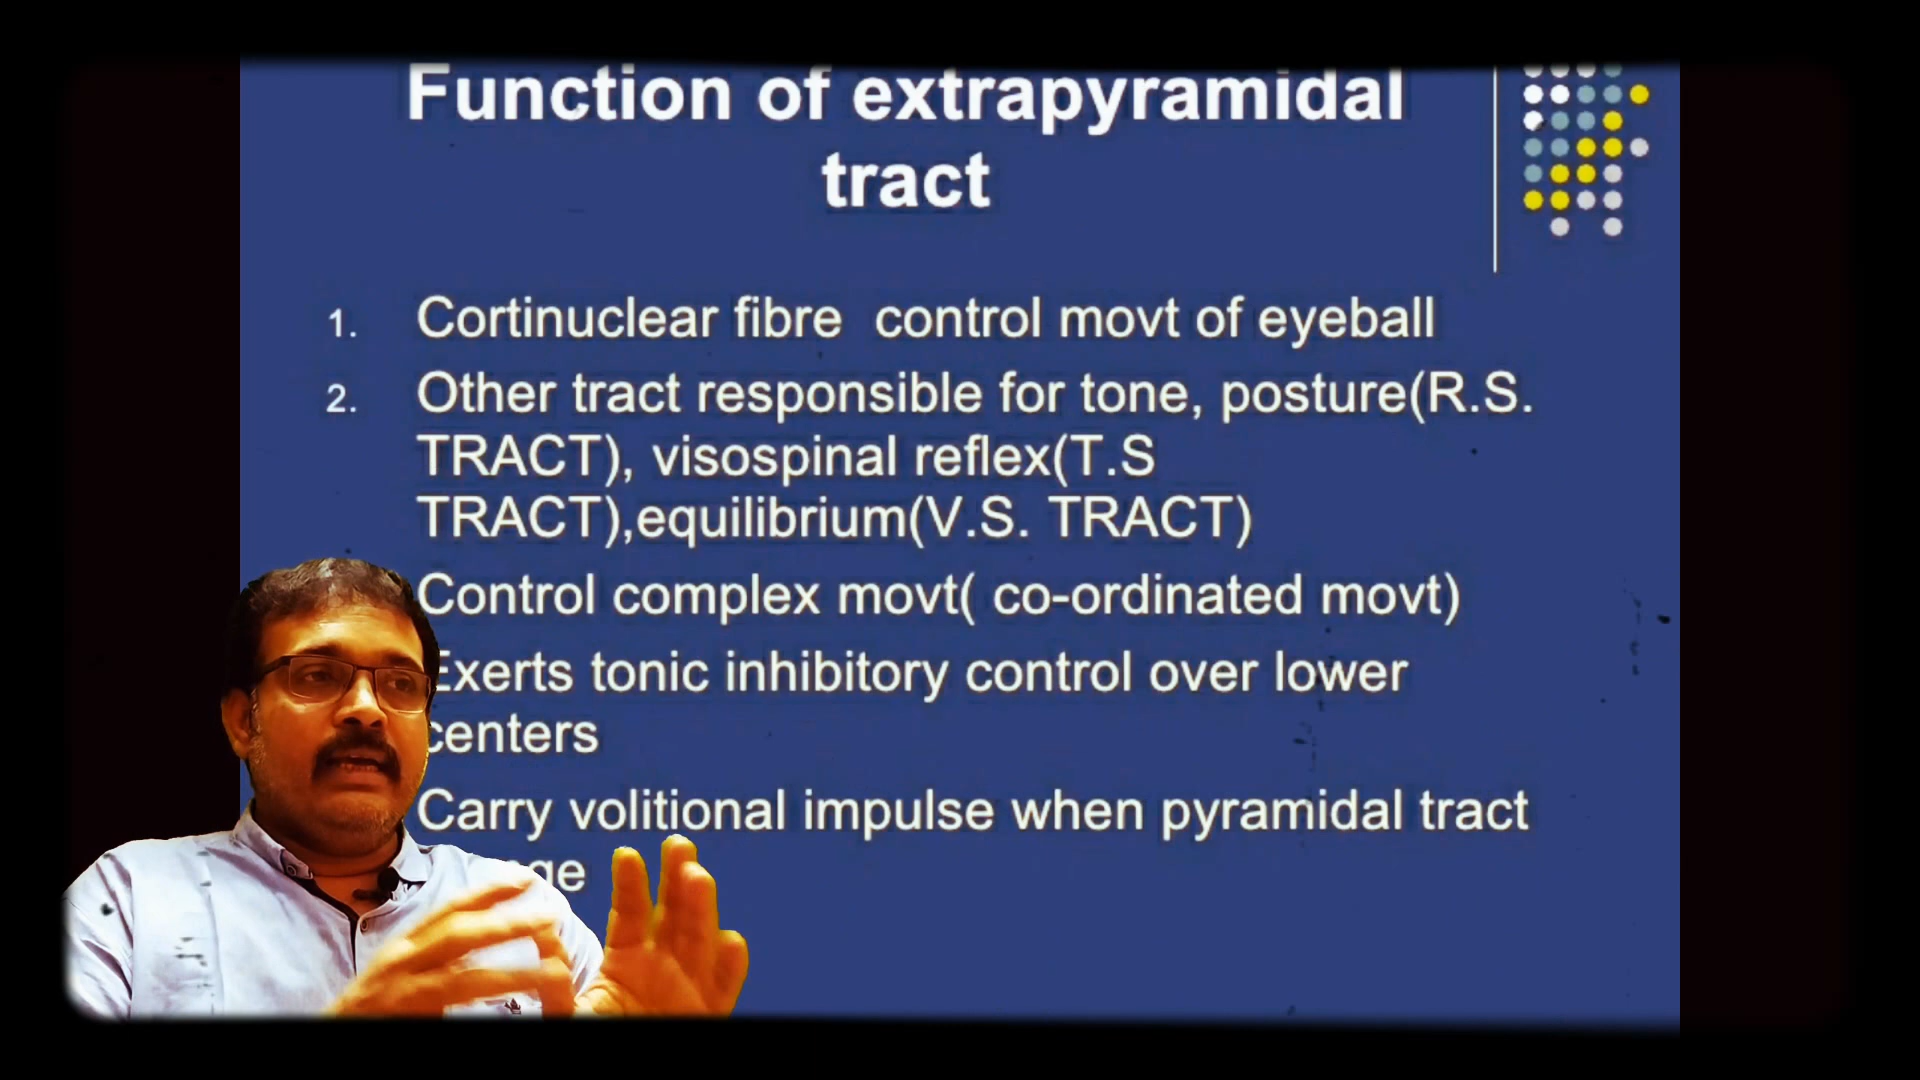 Function of extrapyramidal
tract
1. Cortinuclear fibre control movt of eyeball
2. Other tract responsible for tone, posture(R.S.
TRACT), visospinal reflex(T.S
TRACT),equilibrium(V.S. TRACT)
Control complex movt( co-ordinated movt)
Exerts tonic inhibitory control over lower
centers
Carry volitional impulse when pyramidal tract